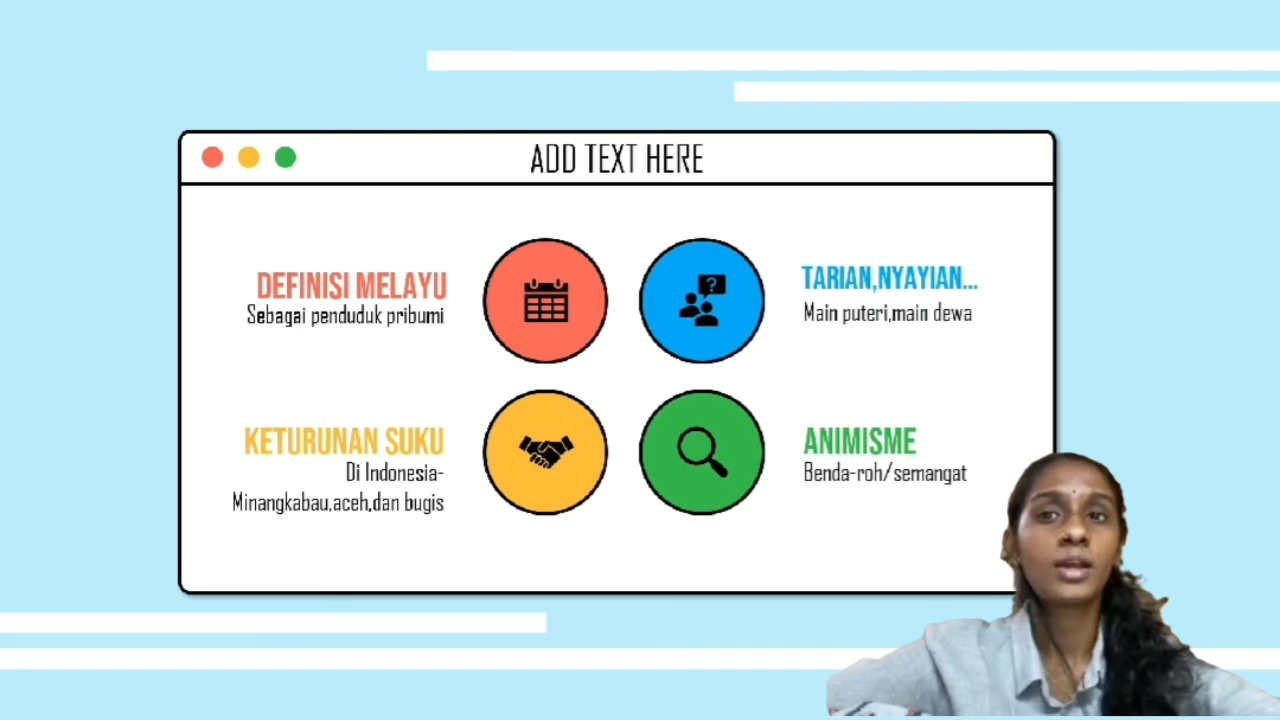 ADD TEXT HERE
DEFINISI MELAYU
Sebagai penduduk pribumi
TARIAN,NYAYIAN...
Main puteri,main dewa
KETURUNAN SUKU
Di Indonesia-
Minangkabau,aceh,dan bugis
ANIMISME
Benda-roh/semangat
?